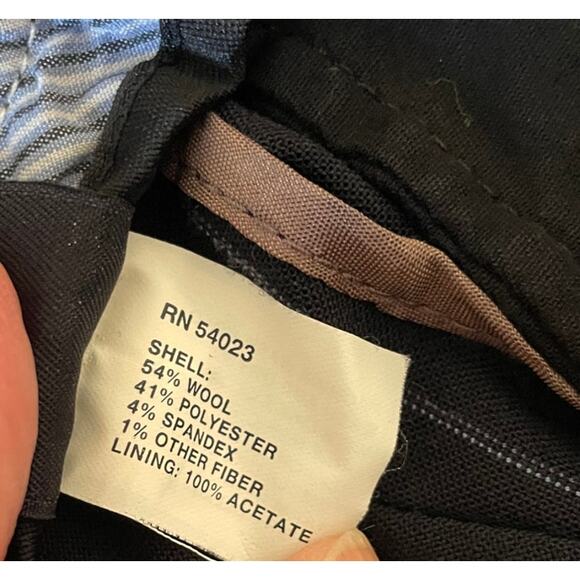 RN 54023
SHELL:
54% WOOL
41% POLYESTER
4% SPANDEX
1% OTHER FIBER
LINING: 100% ACETATE